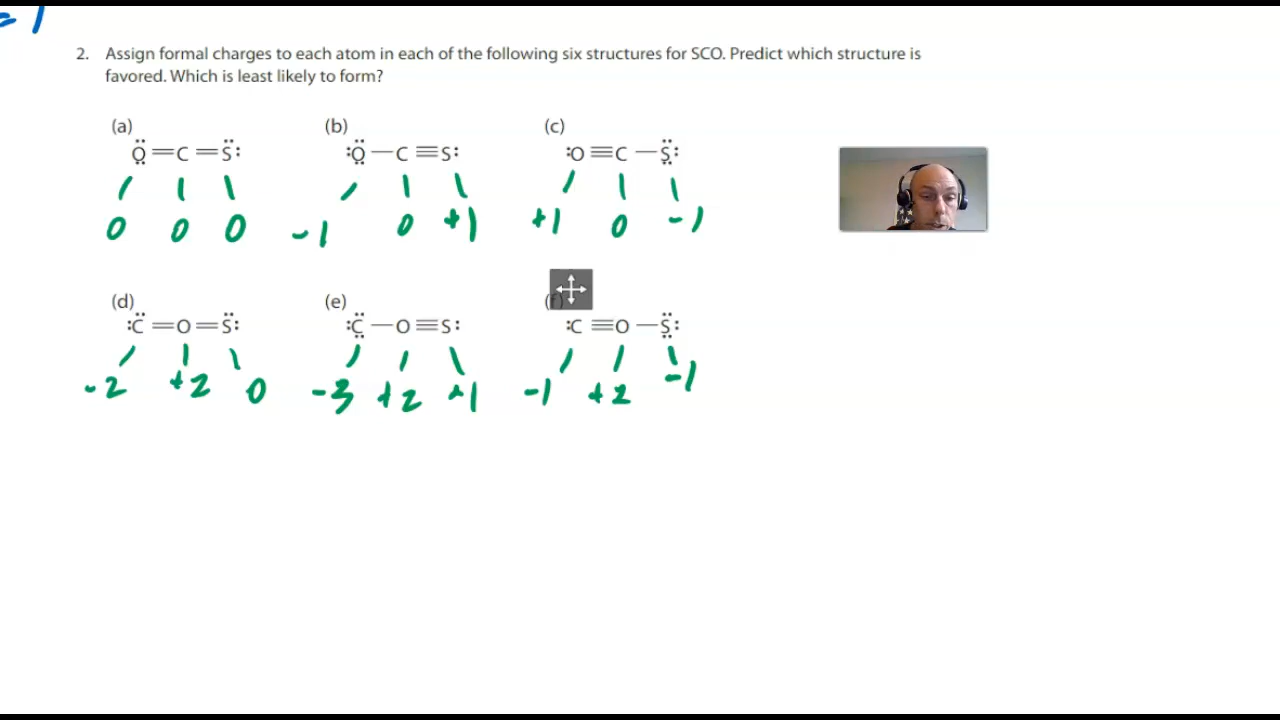 = 1
2. Assign formal charges to each atom in each of the following six structures for SCO. Predict which structure is
favored. Which is least likely to form?
(a) (b) (c)
:Ö=C=S̈: :Ö—C≡S: :O≡C—S̈:
0 0 0 -1 0 +1 +1 0 -1
(d) (e) (f)
:C̈=O=S̈: :C̈—O≡S: :C≡O—S̈:
-2 +2 0 -3 +2 +1 -1 +2 -1